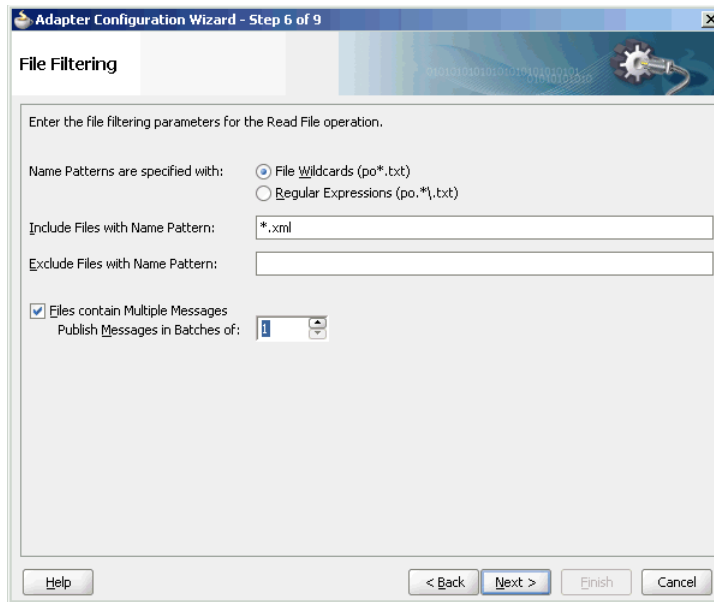 Adapter Configuration Wizard - Step 6 of 9
File Filtering
Enter the file filtering parameters for the Read File operation.
Name Patterns are specified with: File Wildcards (po*.txt)
Regular Expressions (po.*\.txt)
Include Files with Name Pattern: *.xml
Exclude Files with Name Pattern:
Files contain Multiple Messages
Publish Messages in Batches of: 1
Help < Back Next > Finish Cancel